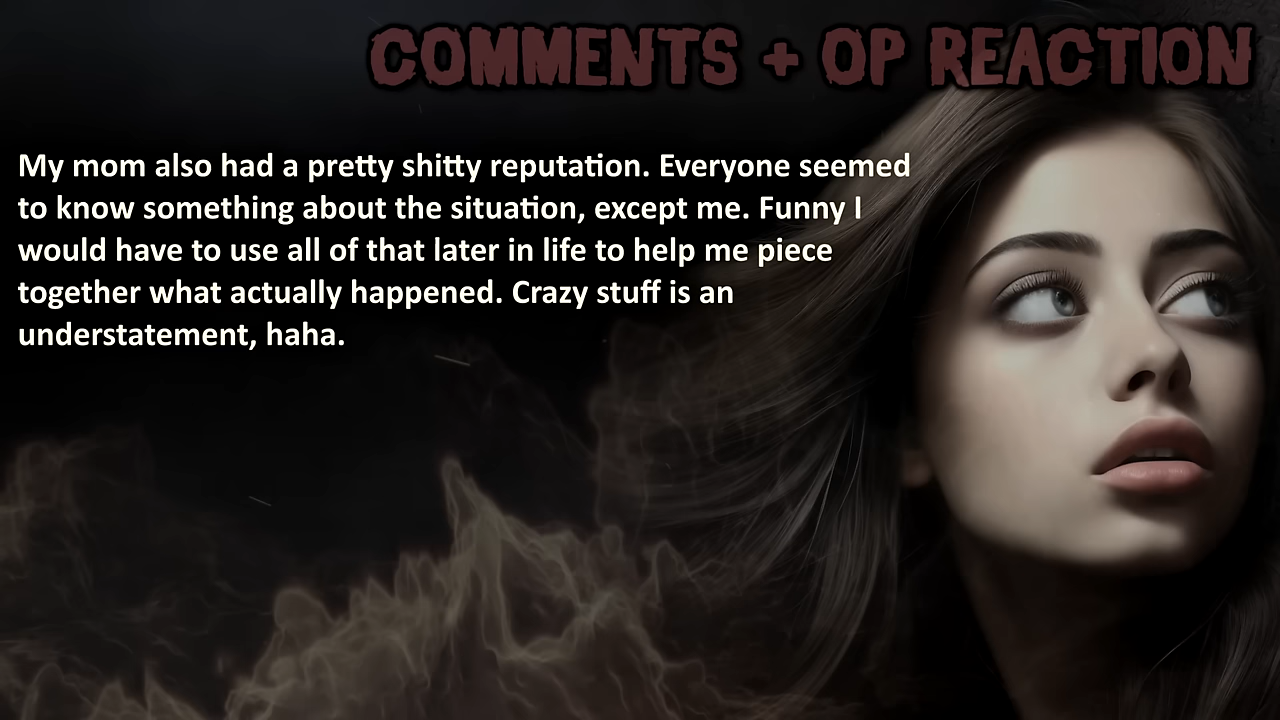 COMMENTS + OP REACTION
My mom also had a pretty shitty reputation. Everyone seemed
to know something about the situation, except me. Funny I
would have to use all of that later in life to help me piece
together what actually happened. Crazy stuff is an
understatement, haha.